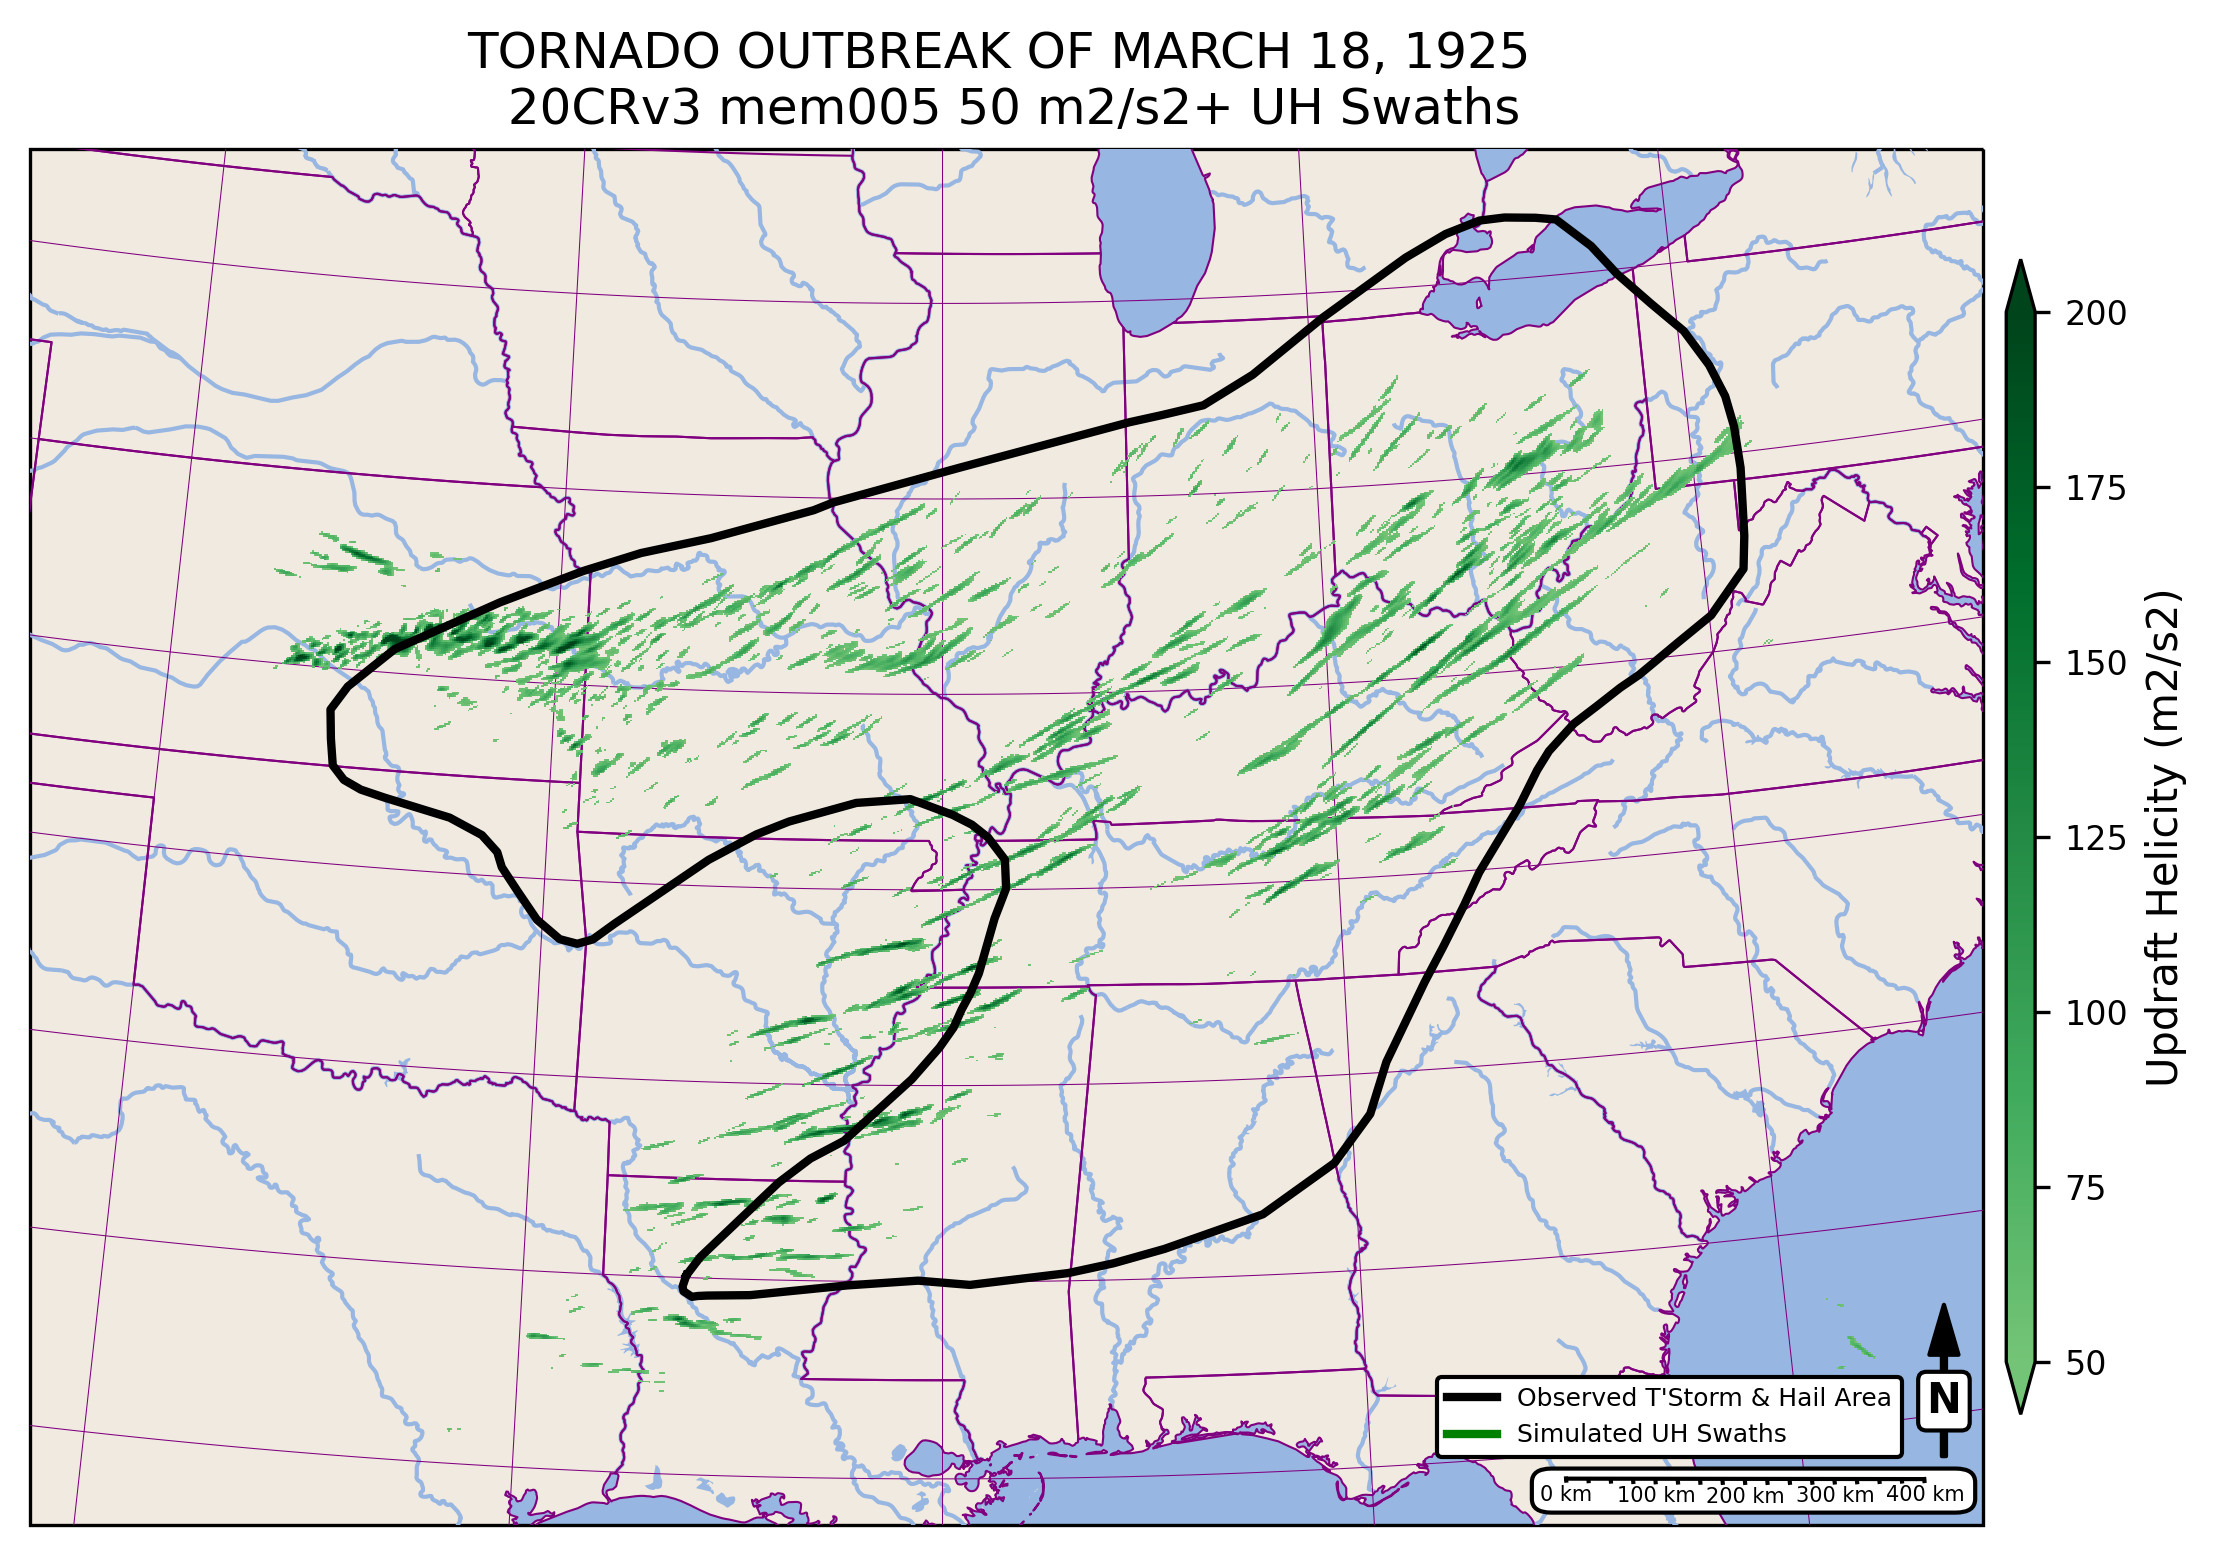 TORNADO OUTBREAK OF MARCH 18, 1925
20CRv3 mem005 50 m2/s2+ UH Swaths
200
175
150
125
100
75
50
Updraft Helicity (m2/s2)
Observed T'Storm & Hail Area
Simulated UH Swaths
N
0 km 100 km 200 km 300 km 400 km